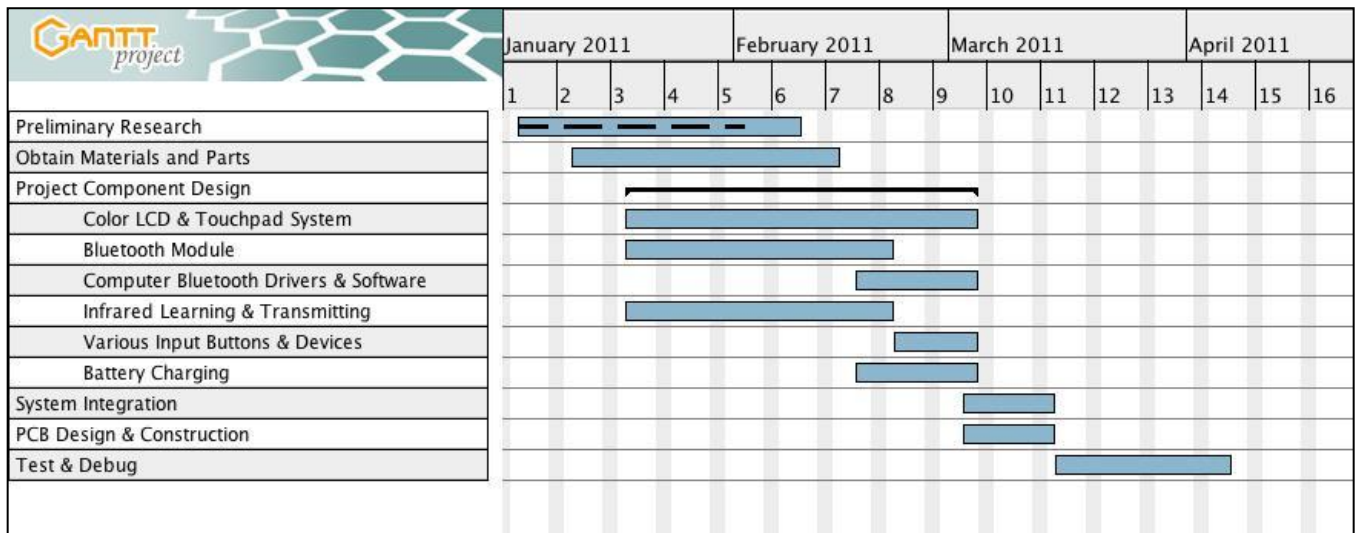 GANTT
project
January 2011 February 2011 March 2011 April 2011
1 2 3 4 5 6 7 8 9 10 11 12 13 14 15 16
Preliminary Research
Obtain Materials and Parts
Project Component Design
Color LCD & Touchpad System
Bluetooth Module
Computer Bluetooth Drivers & Software
Infrared Learning & Transmitting
Various Input Buttons & Devices
Battery Charging
System Integration
PCB Design & Construction
Test & Debug